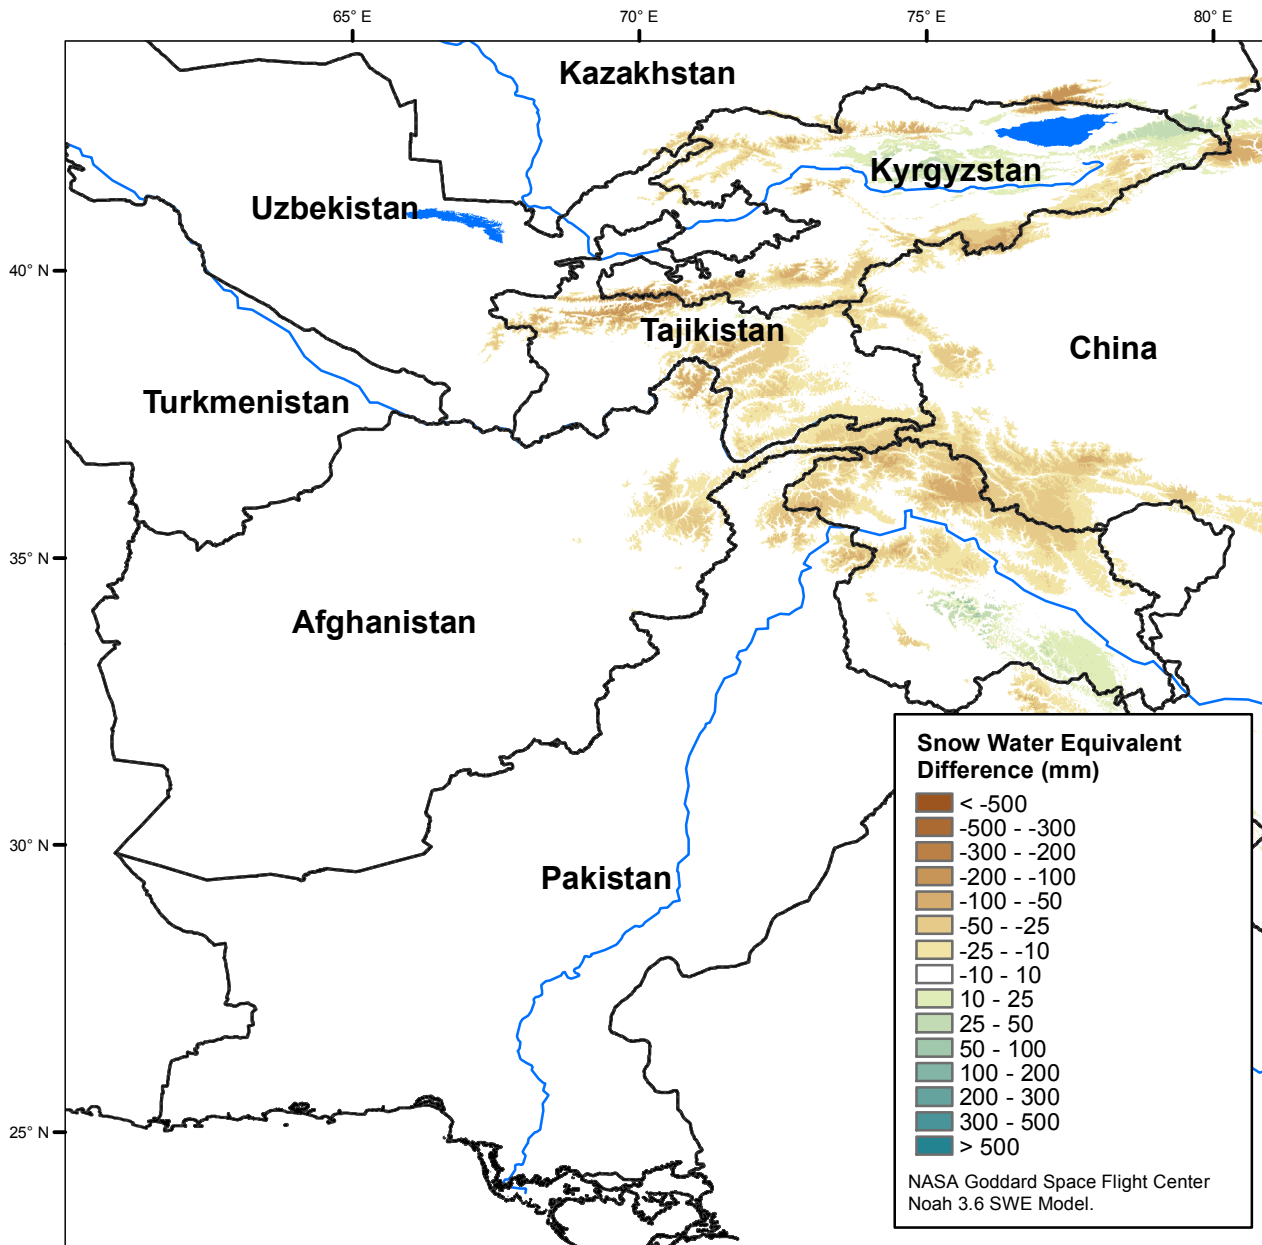 65° E
70° E
75° E
80° E
Kazakhstan
Kyrgyzstan
Uzbekistan
40° N
Tajikistan
China
Turkmenistan
35° N
Afghanistan
Snow Water Equivalent
Difference (mm)
< -500
-500 - -300
-300 - -200
-200 - -100
-100 - -50
-50 - -25
-25 - -10
-10 - 10
10 - 25
25 - 50
50 - 100
100 - 200
200 - 300
300 - 500
> 500
NASA Goddard Space Flight Center
Noah 3.6 SWE Model.
30° N
Pakistan
25° N